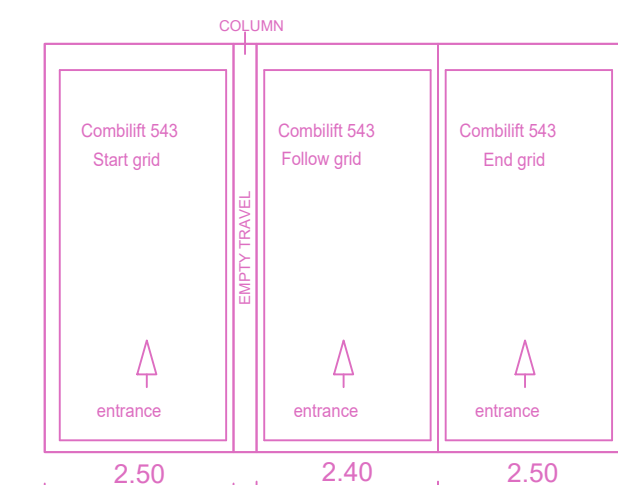 COLUMN
Combilift 543
Start grid
EMPTY TRAVEL
Combilift 543
Follow grid
Combilift 543
End grid
entrance
entrance
entrance
2.50
2.40
2.50